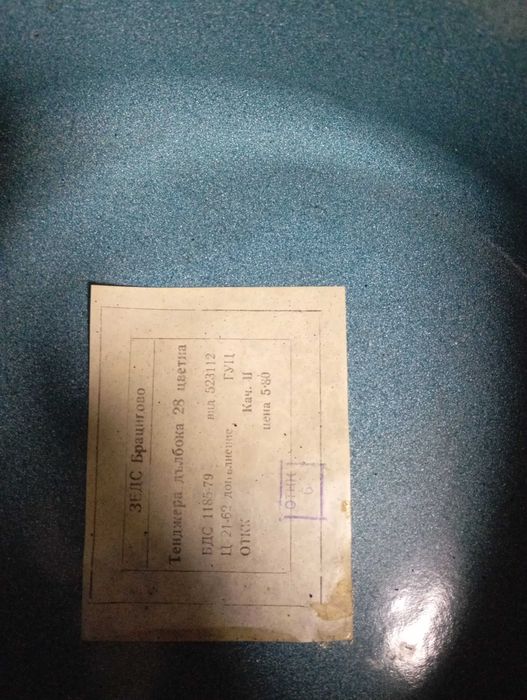 ЗЕДС Брацигово
Тенджера дълбока 28 цветна
БДС 1185-79 вид 523112
Ц 21-62 допълнение, ГУЦ
ОТКК Кач. II
цена 5·80